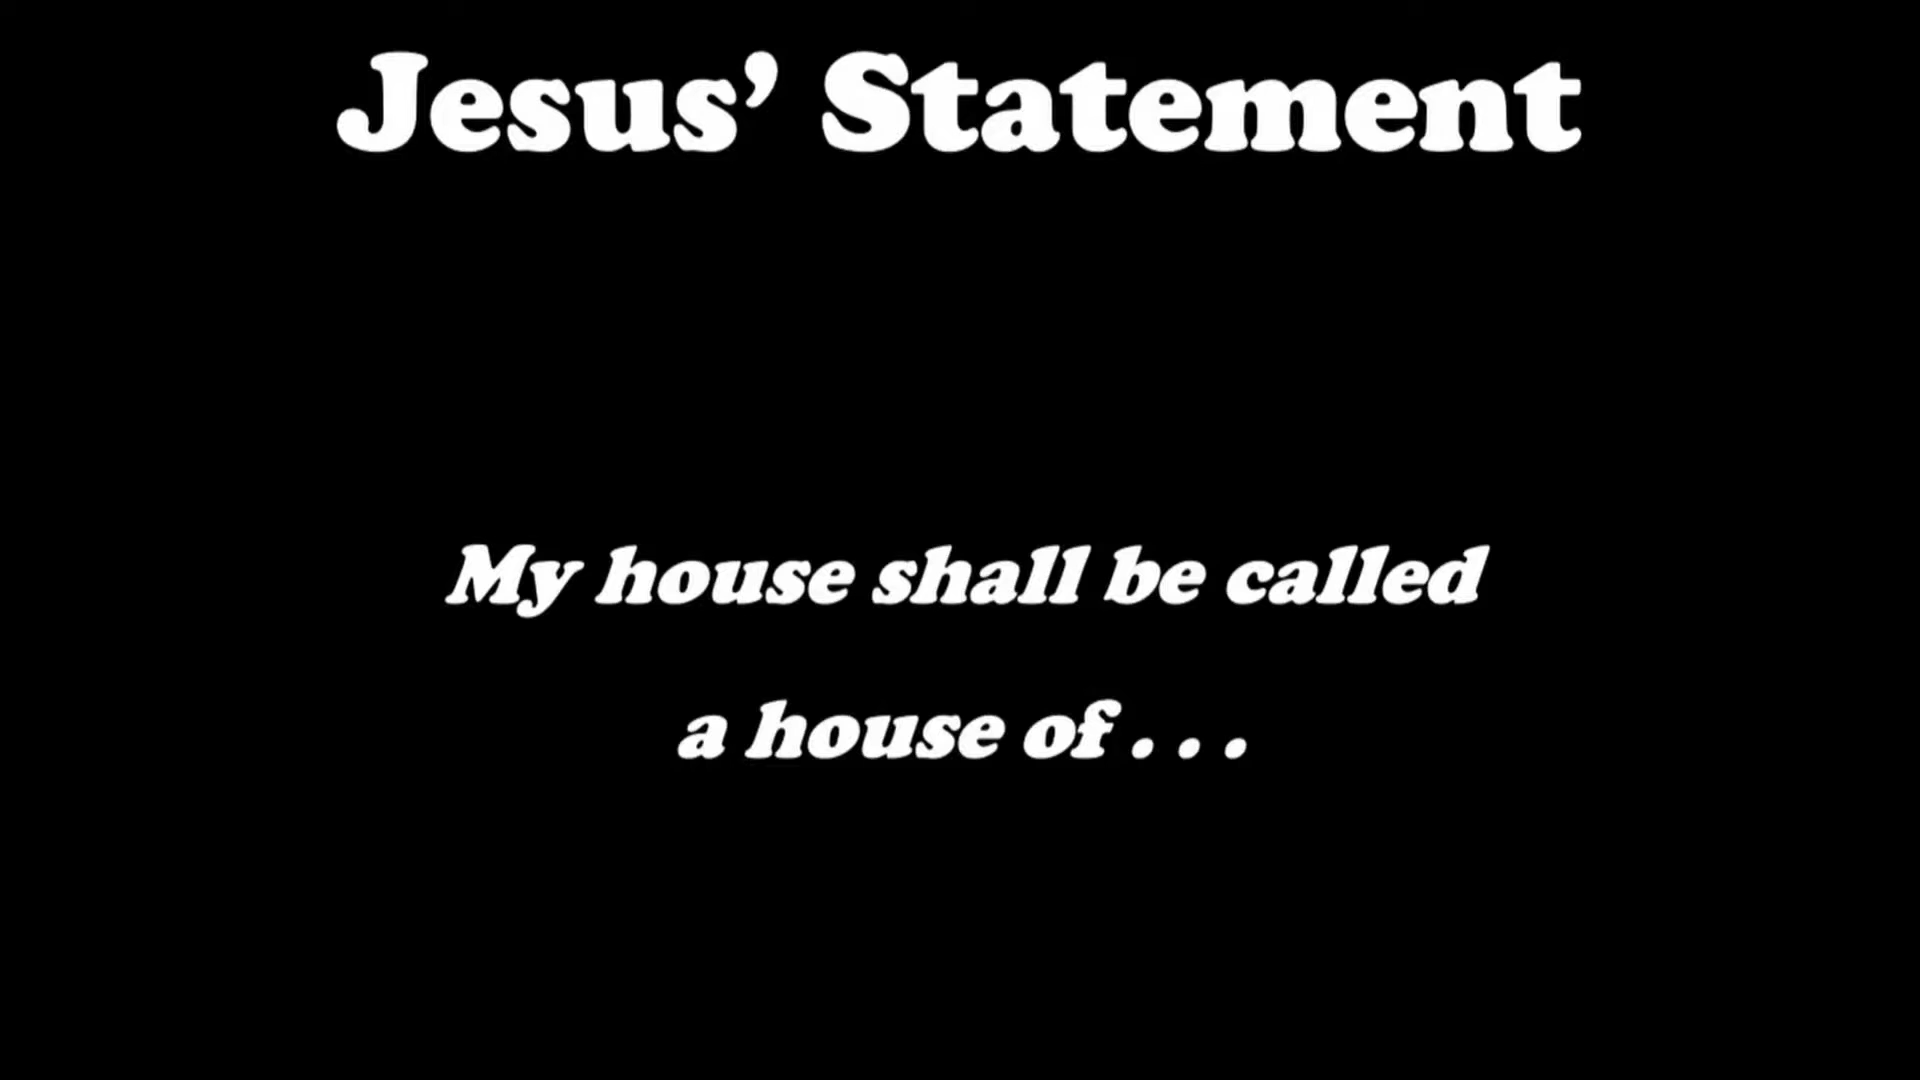 Jesus’ Statement
My house shall be called
a house of . . .